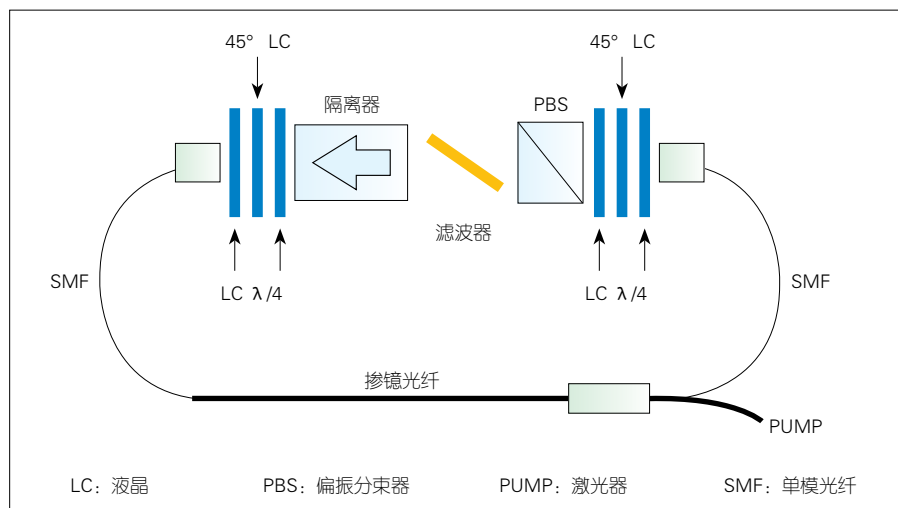 45° LC
45° LC
隔离器
PBS
滤波器
SMF
LC λ/4
LC λ/4
SMF
掺镜光纤
PUMP
LC：液晶
PBS：偏振分束器
PUMP：激光器
SMF：单模光纤